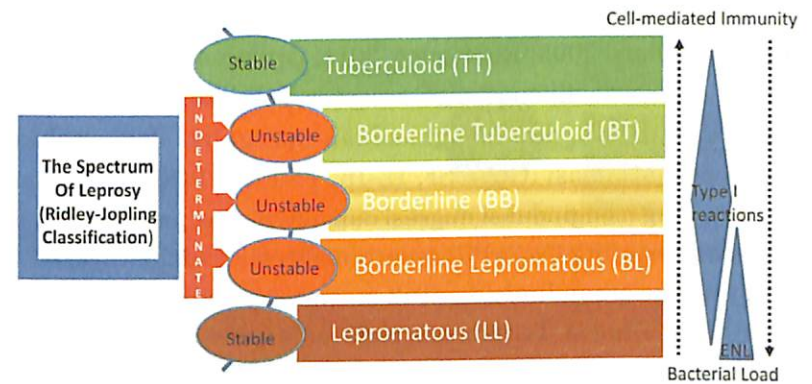 Cell-mediated Immunity
Stable
Tuberculoid (TT)
Unstable
Borderline Tuberculoid (BT)
The Spectrum
Of Leprosy
(Ridley-Jopling
Classification)
INDETERMINATE
Unstable
Borderline (BB)
Type I
reactions
Unstable
Borderline Lepromatous (BL)
Stable
Lepromatous (LL)
ENL
Bacterial Load